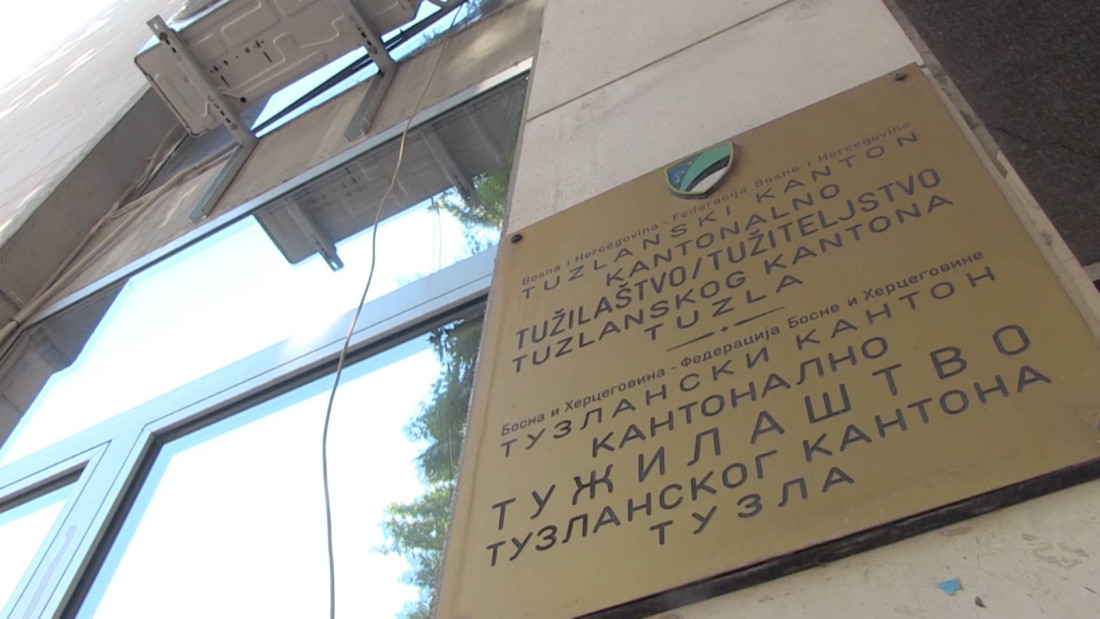 Bosna i Hercegovina - Federacija Bosne i Hercegovine
TUZLANSKI KANTON
KANTONALNO
TUŽILAŠTVO/TUŽITELJSTVO
TUZLANSKOG KANTONA
TUZLA
Босна и Херцеговина - Федерација Босне и Херцеговине
ТУЗЛАНСКИ КАНТОН
КАНТОНАЛНО
ТУЖИЛАШТВО
ТУЗЛАНСКОГ КАНТОНА
ТУЗЛА